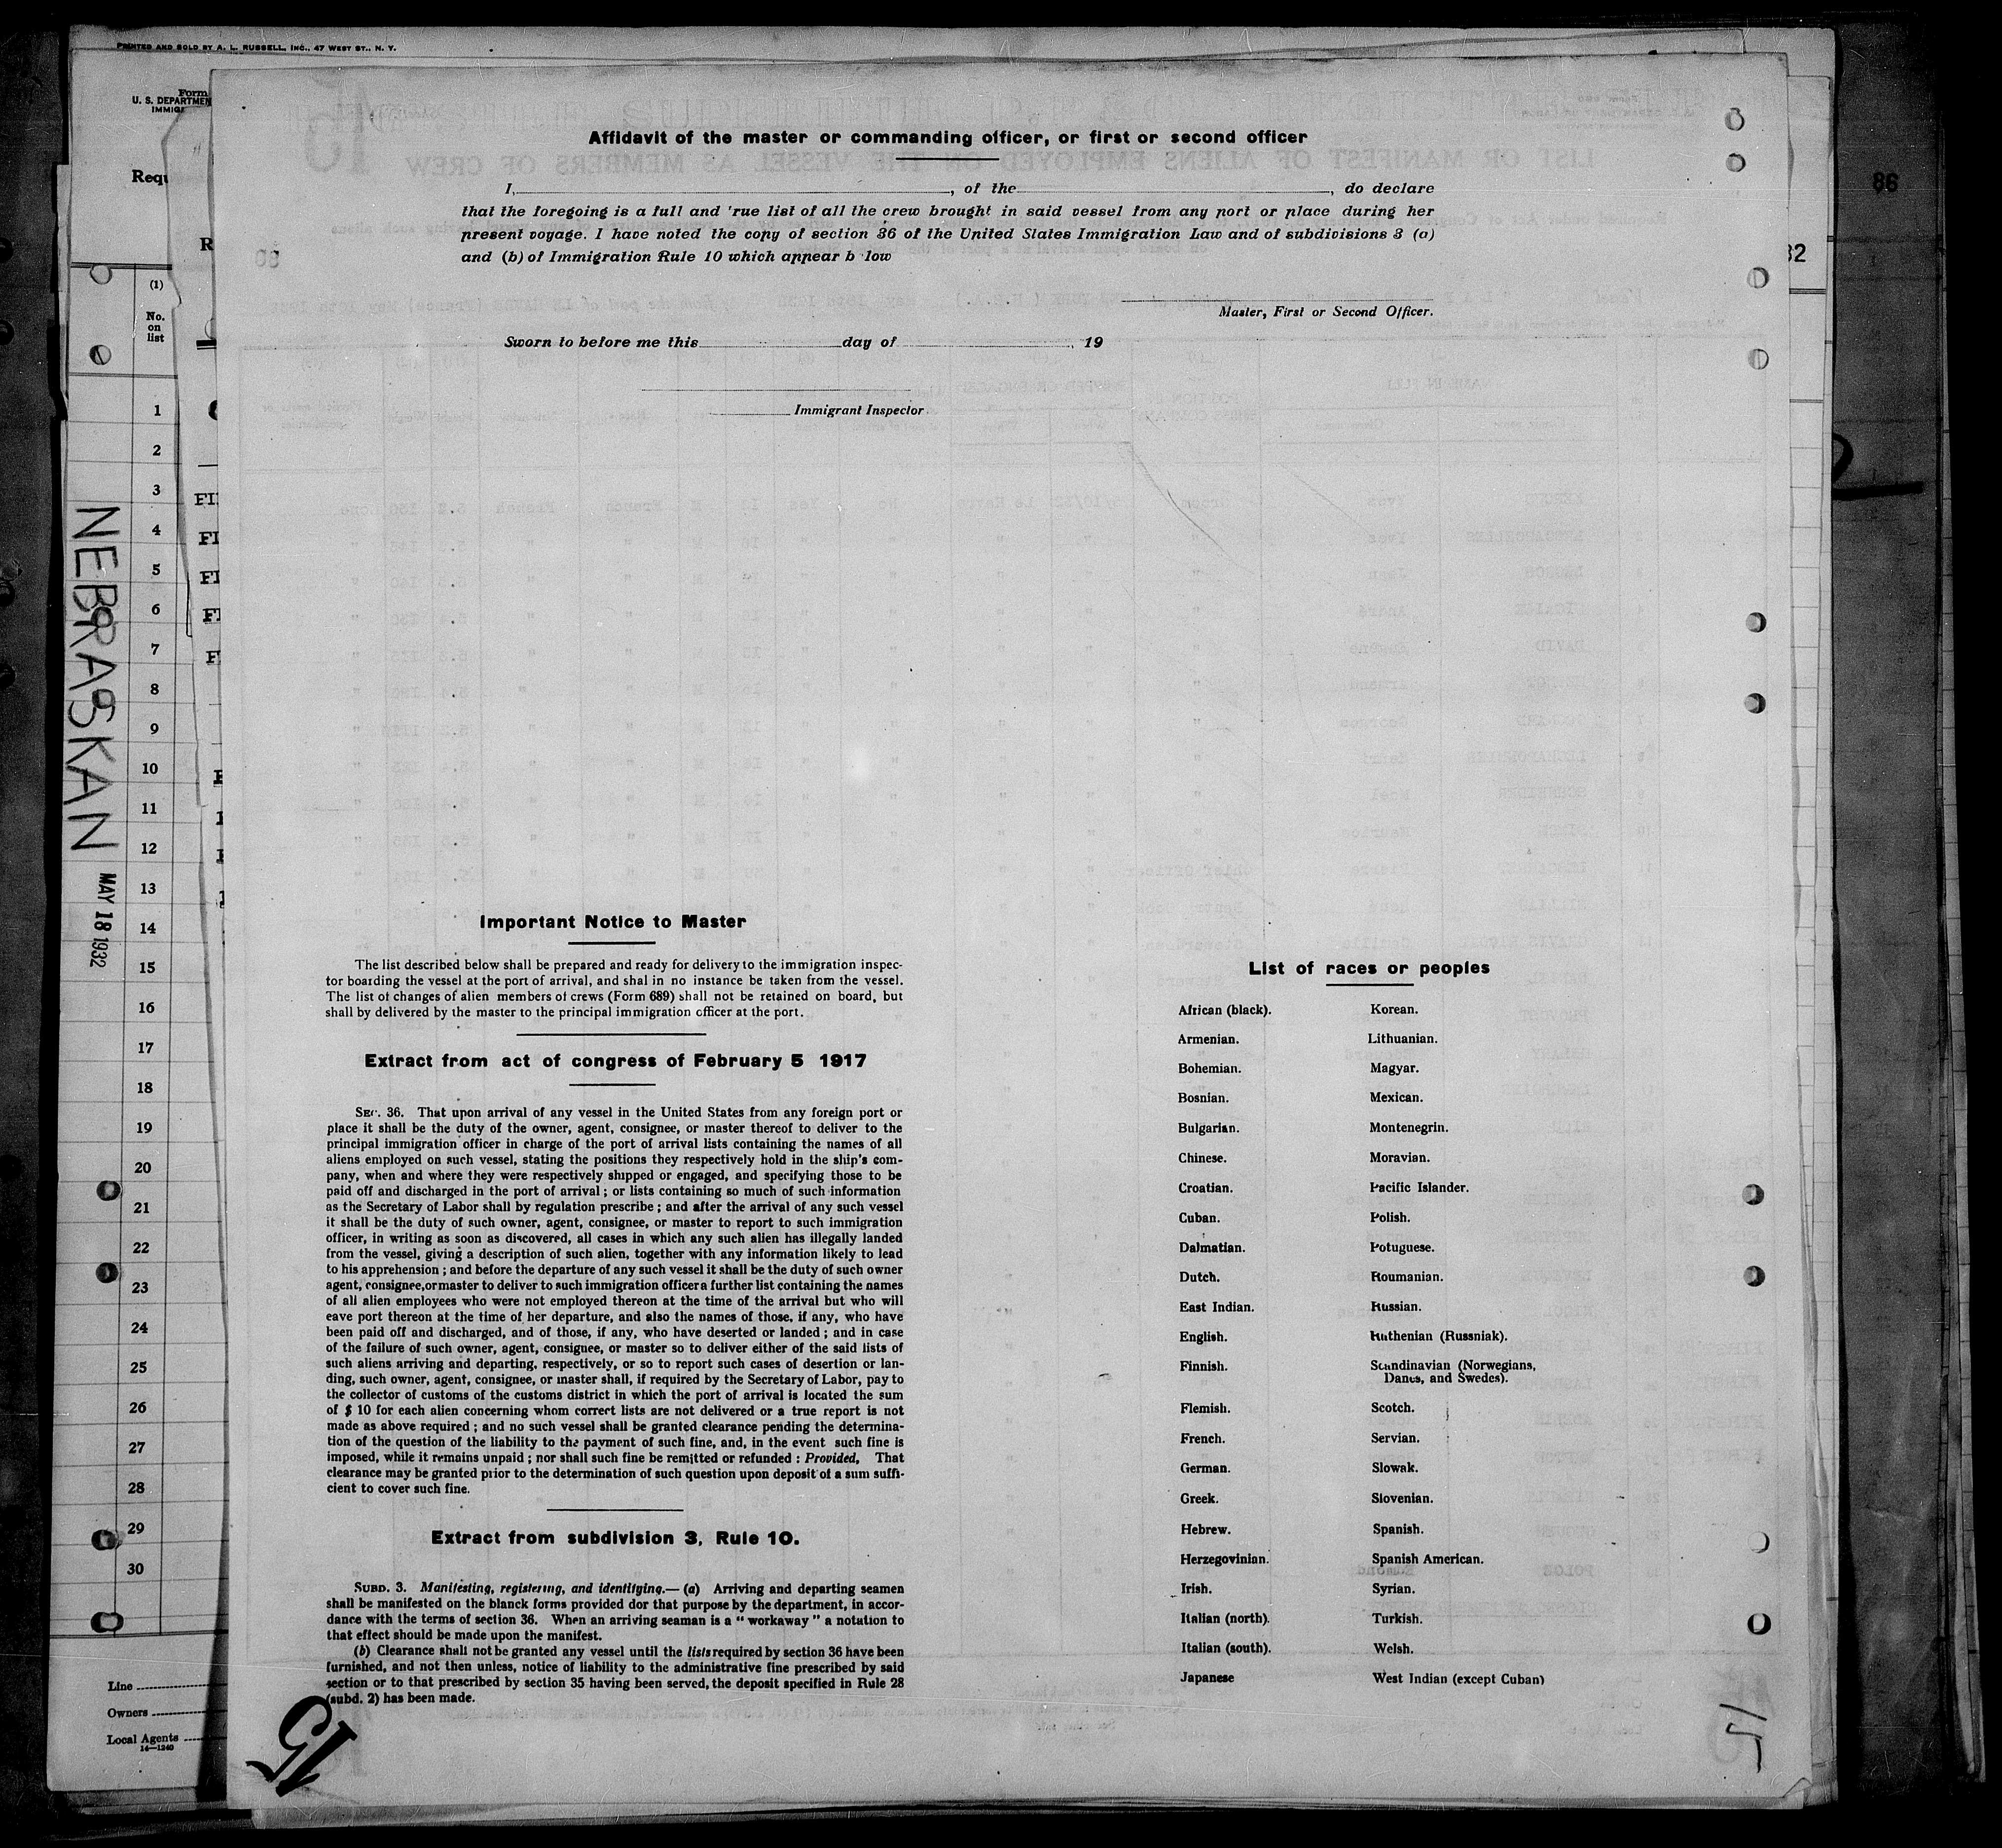 PRINTED AND SOLD BY A. L. RUSSELL, INC., 47 WEST ST., N. Y.
Form
U. S. DEPARTMEN
IMMIG
Requ
R
86
32
(1)
No.
on
list
1
2
3
4
5
6
7
8
9
10
11
12
13
14
15
16
17
18
19
20
21
22
23
24
25
26
27
28
29
30
FI
FI
FI
FI
F
NEBRASKAN
MAY 18 1932
Line
Owners
Local Agents
14—1240
Affidavit of the master or commanding officer, or first or second officer
I, , of the , do declare
that the foregoing is a full and 'rue list of all the crew brought in said vessel from any port or place during her
present voyage. I have noted the copy of section 36 of the United States Immigration Law and of subdivisions 3 (a)
and (b) of Immigration Rule 10 which appear b low
Master, First or Second Officer.
Sworn to before me this day of , 19
Immigrant Inspector
Important Notice to Master
The list described below shall be prepared and ready for delivery to the immigration inspec-
tor boarding the vessel at the port of arrival, and shal in no instance be taken from the vessel.
The list of changes of alien members of crews (Form 689) shall not be retained on board, but
shall by delivered by the master to the principal immigration officer at the port.
Extract from act of congress of February 5 1917
SEC. 36. That upon arrival of any vessel in the United States from any foreign port or
place it shall be the duty of the owner, agent, consignee, or master thereof to deliver to the
principal immigration officer in charge of the port of arrival lists containing the names of all
aliens employed on such vessel, stating the positions they respectively hold in the ship's com-
pany, when and where they were respectively shipped or engaged, and specifying those to be
paid off and discharged in the port of arrival ; or lists containing so much of such information
as the Secretary of Labor shall by regulation prescribe ; and after the arrival of any such vessel
it shall be the duty of such owner, agent, consignee, or master to report to such immigration
officer, in writing as soon as discovered, all cases in which any such alien has illegally landed
from the vessel, giving a description of such alien, together with any information likely to lead
to his apprehension ; and before the departure of any such vessel it shall be the duty of such owner
agent, consignee, or master to deliver to such immigration officer a further list containing the names
of all alien employees who were not employed thereon at the time of the arrival but who will
eave port thereon at the time of her departure, and also the names of those, if any, who have
been paid off and discharged, and of those, if any, who have deserted or landed ; and in case
of the failure of such owner, agent, consignee, or master so to deliver either of the said lists of
such aliens arriving and departing, respectively, or so to report such cases of desertion or lan-
ding, such owner, agent, consignee, or master shall, if required by the Secretary of Labor, pay to
the collector of customs of the customs district in which the port of arrival is located the sum
of $ 10 for each alien concerning whom correct lists are not delivered or a true report is not
made as above required ; and no such vessel shall be granted clearance pending the determina-
tion of the question of the liability to the payment of such fine, and, in the event such fine is
imposed, while it remains unpaid ; nor shall such fine be remitted or refunded : Provided, That
clearance may be granted prior to the determination of such question upon deposit of a sum suffi-
cient to cover such fine.
Extract from subdivision 3, Rule 10.
SUBD. 3. Manifesting, registering, and identifying.— (a) Arriving and departing seamen
shall be manifested on the blanck forms provided dor that purpose by the department, in accor-
dance with the terms of section 36. When an arriving seaman is a " workaway " a notation to
that effect should be made upon the manifest.
(b) Clearance shall not be granted any vessel until the lists required by section 36 have been
furnished, and not then unless, notice of liability to the administrative fine prescribed by said
section or to that prescribed by section 35 having been served, the deposit specified in Rule 28
(subd. 2) has been made.
List of races or peoples
African (black).
Armenian.
Bohemian.
Bosnian.
Bulgarian.
Chinese.
Croatian.
Cuban.
Dalmatian.
Dutch.
East Indian.
English.
Finnish.
Flemish.
French.
German.
Greek.
Hebrew.
Herzegovinian.
Irish.
Italian (north).
Italian (south).
Japanese
Korean.
Lithuanian.
Magyar.
Mexican.
Montenegrin.
Moravian.
Pacific Islander.
Polish.
Potuguese.
Roumanian.
Russian.
Ruthenian (Russniak).
Scandinavian (Norwegians,
Danes, and Swedes).
Scotch.
Servian.
Slowak.
Slovenian.
Spanish.
Spanish American.
Syrian.
Turkish.
Welsh.
West Indian (except Cuban)
15
15